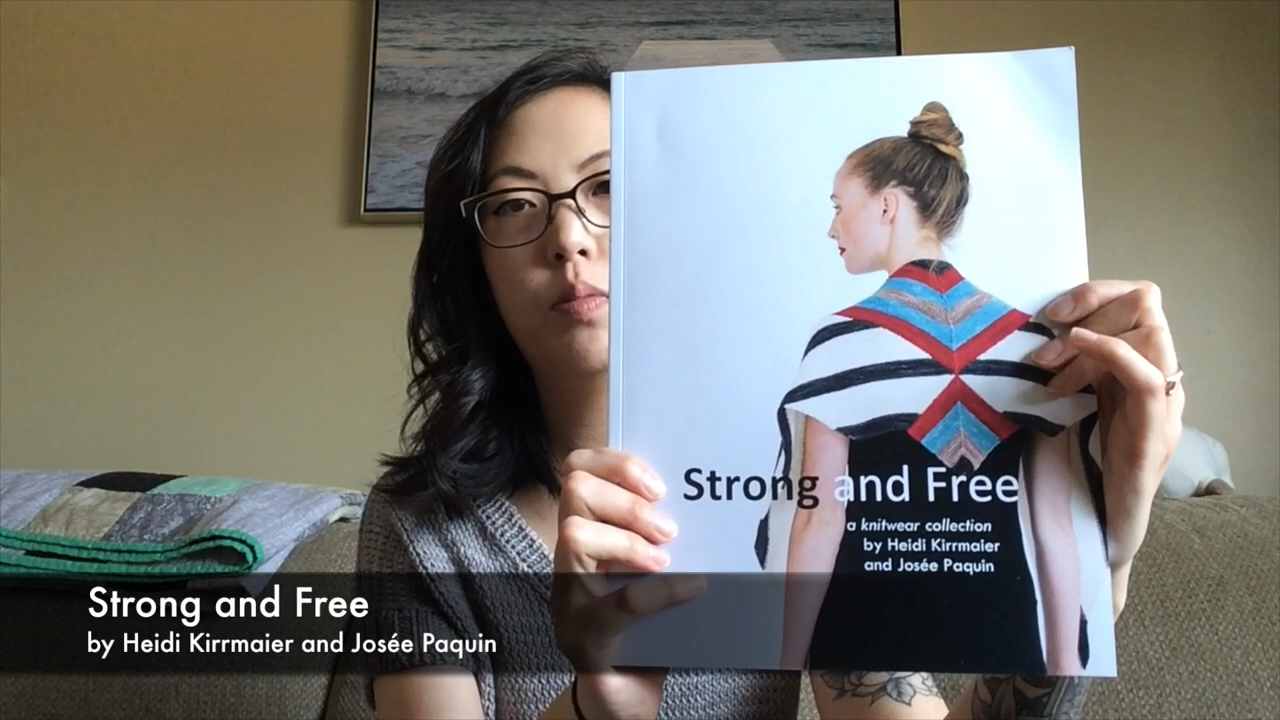 Strong and Free
a knitwear collection
by Heidi Kirrmaier
and Josée Paquin
Strong and Free
by Heidi Kirrmaier and Josée Paquin